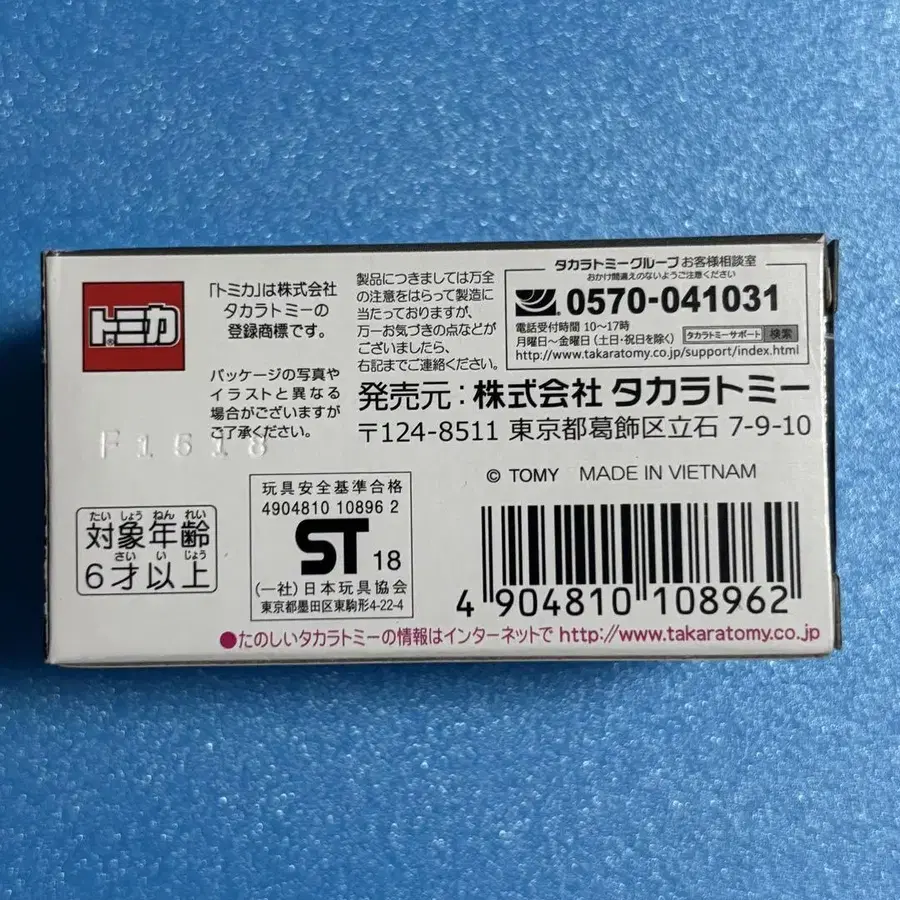 トミカ
®
「トミカ」は株式会社
タカラトミーの
登録商標です。
パッケージの写真や
イラストと異なる
場合がございますが
ご了承ください。
F1618
製品につきましては万全
の注意をはらって製造に
当たっておりますが、
万一お気づきの点などが
ございましたら、
右記までご連絡ください。
タカラトミーグループ お客様相談室
おかけ間違えのないようご注意ください
0570-041031
電話受付時間 10〜17時
月曜日〜金曜日 (土日・祝日を除く)
タカラトミーサポート 検索
http://www.takaratomy.co.jp/support/index.html
発売元：株式会社 タカラトミー
〒124-8511 東京都葛飾区立石 7-9-10
© TOMY MADE IN VIETNAM
たい しょう ねん れい
対象年齢
さい い じょう
6才以上
玩具安全基準合格
4904810 10896 2
ST 18
(一社)日本玩具協会
東京都墨田区東駒形4-22-4
4 904810 108962
●たのしいタカラトミーの情報はインターネットで http://www.takaratomy.co.jp